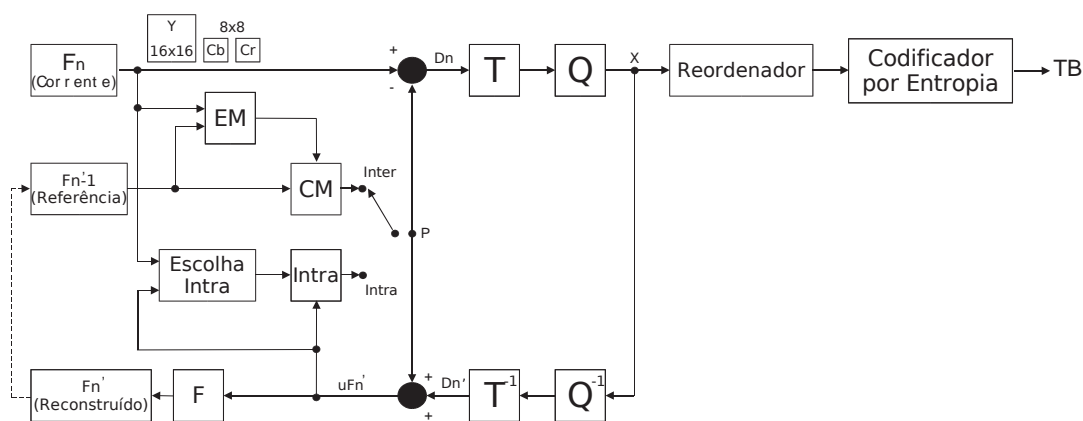 Y
16x16
8x8
Cb Cr
Fn
(Corrente)
+
-
Dn
T
Q
X
Reordenador
Codificador
por Entropia
TB
EM
Fn'-1
(Referência)
CM
Inter
P
Escolha
Intra
Intra
Intra
Fn'
(Reconstruído)
F
uFn'
+
+
Dn'
T-1
Q-1